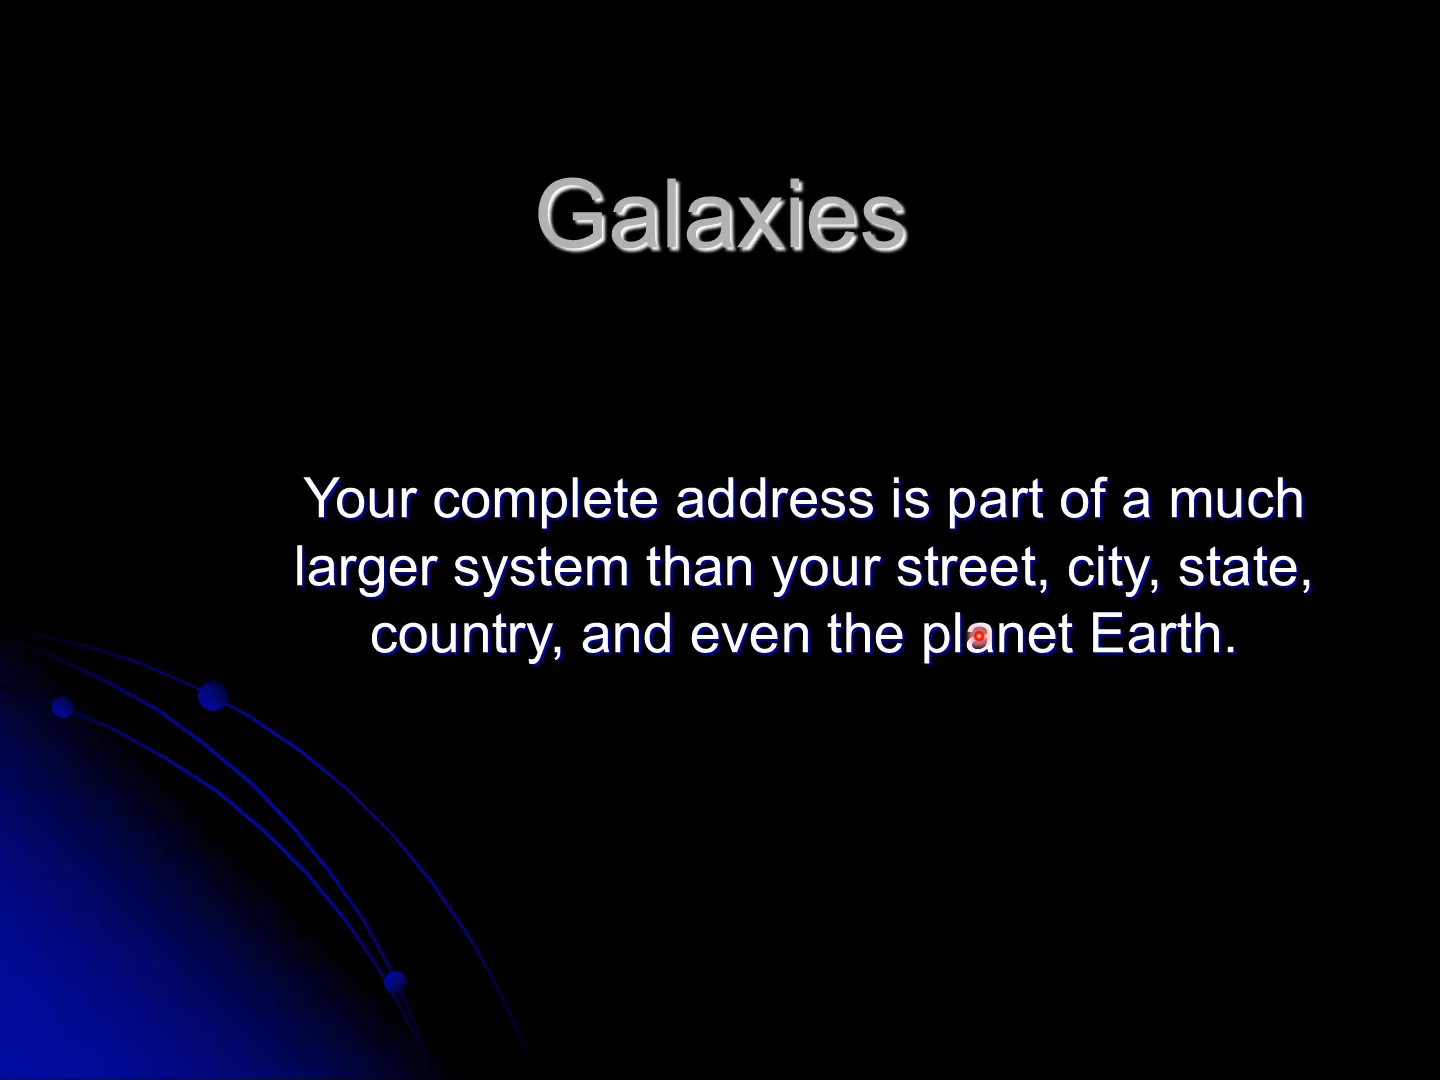 Galaxies
Your complete address is part of a much
larger system than your street, city, state,
country, and even the planet Earth.